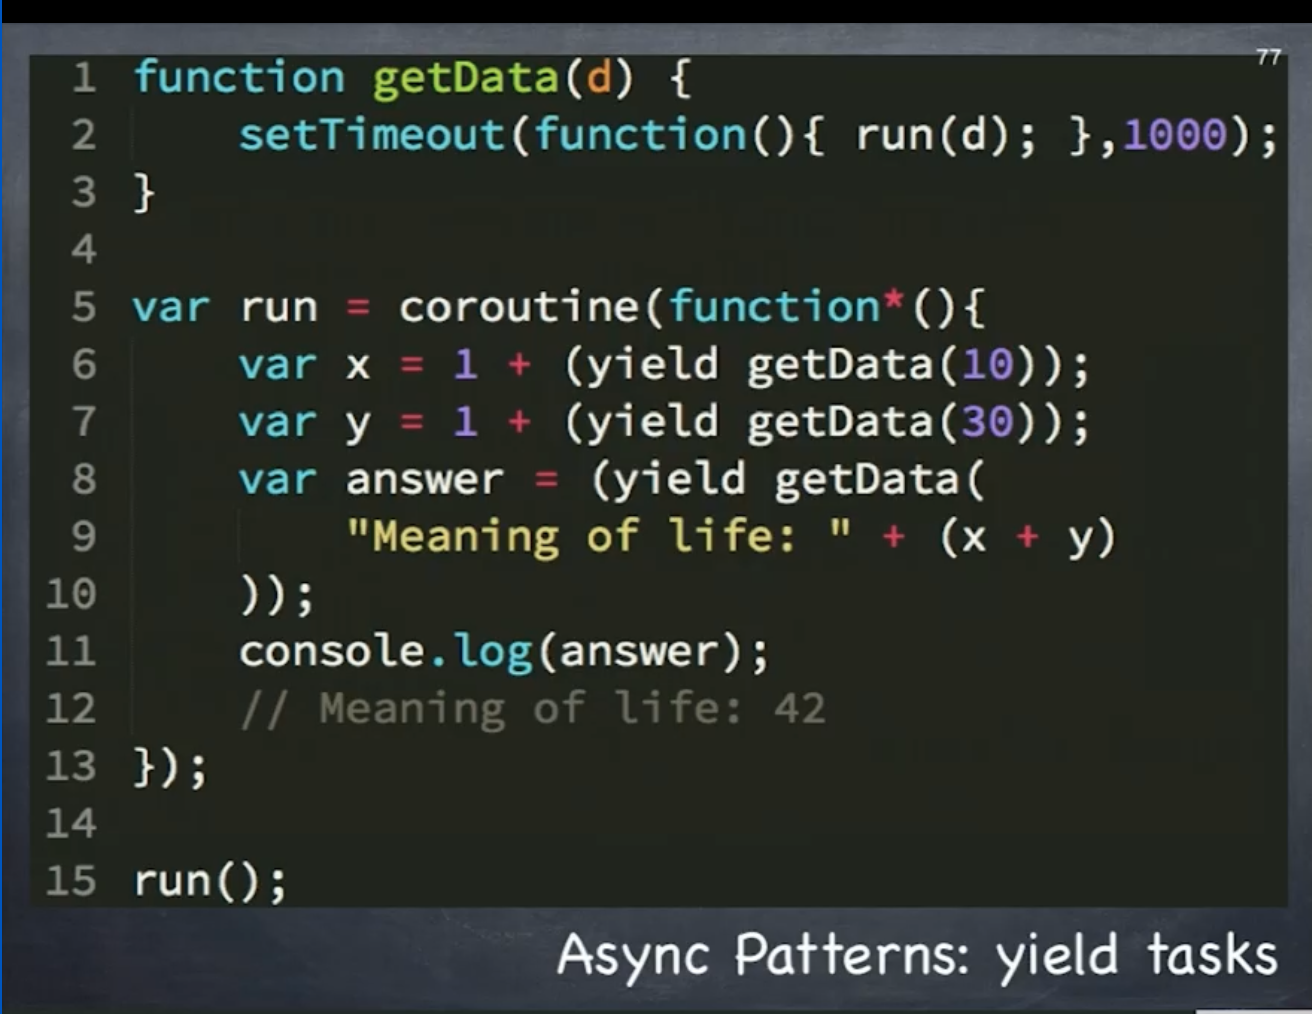 77
1 function getData(d) {
2     setTimeout(function(){ run(d); },1000);
3 }
4
5 var run = coroutine(function*(){
6     var x = 1 + (yield getData(10));
7     var y = 1 + (yield getData(30));
8     var answer = (yield getData(
9         "Meaning of life: " + (x + y)
10     ));
11     console.log(answer);
12     // Meaning of life: 42
13 });
14
15 run();
Async Patterns: yield tasks